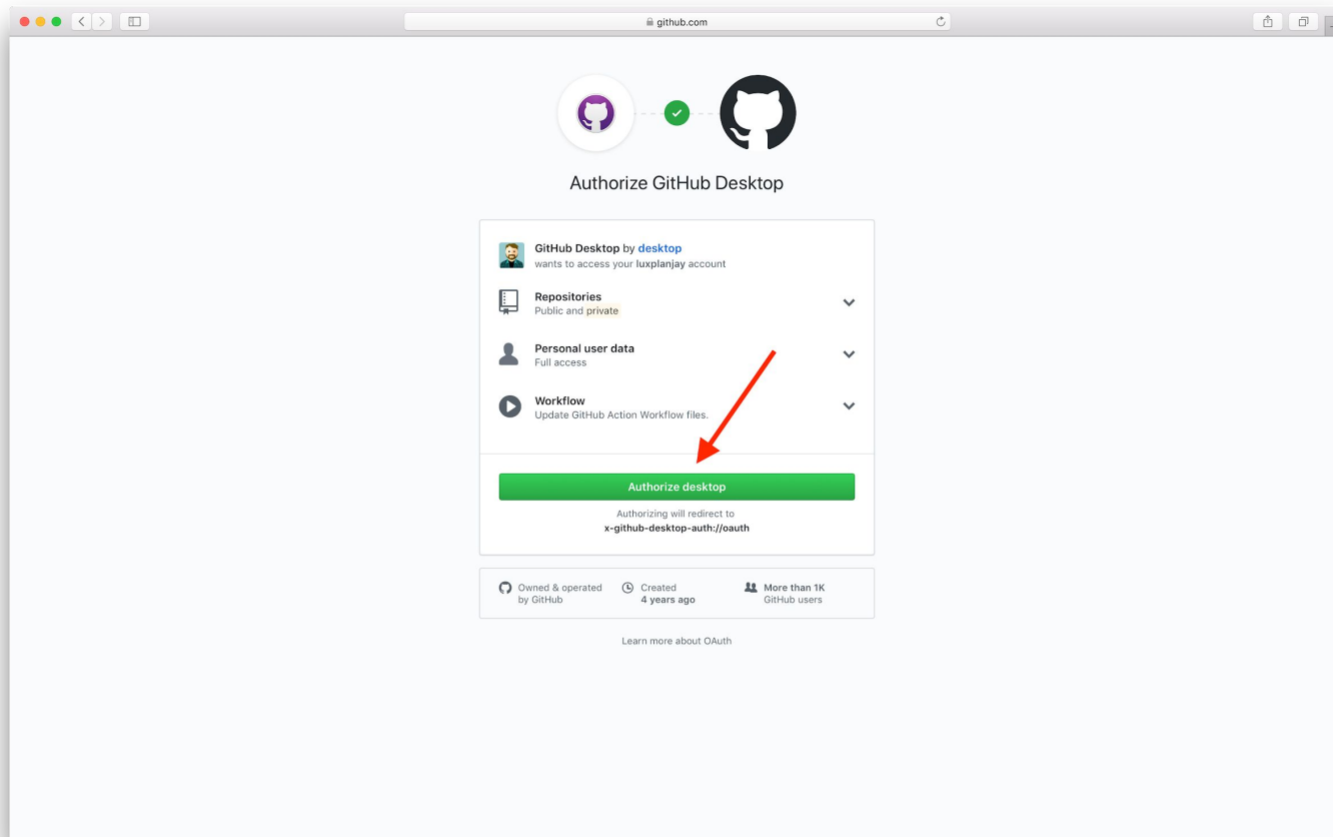 github.com
Authorize GitHub Desktop
GitHub Desktop by desktop
wants to access your luxplanjay account
Repositories
Public and private
Personal user data
Full access
Workflow
Update GitHub Action Workflow files.
Authorize desktop
Authorizing will redirect to
x-github-desktop-auth://oauth
Owned & operated
by GitHub
Created
4 years ago
More than 1K
GitHub users
Learn more about OAuth